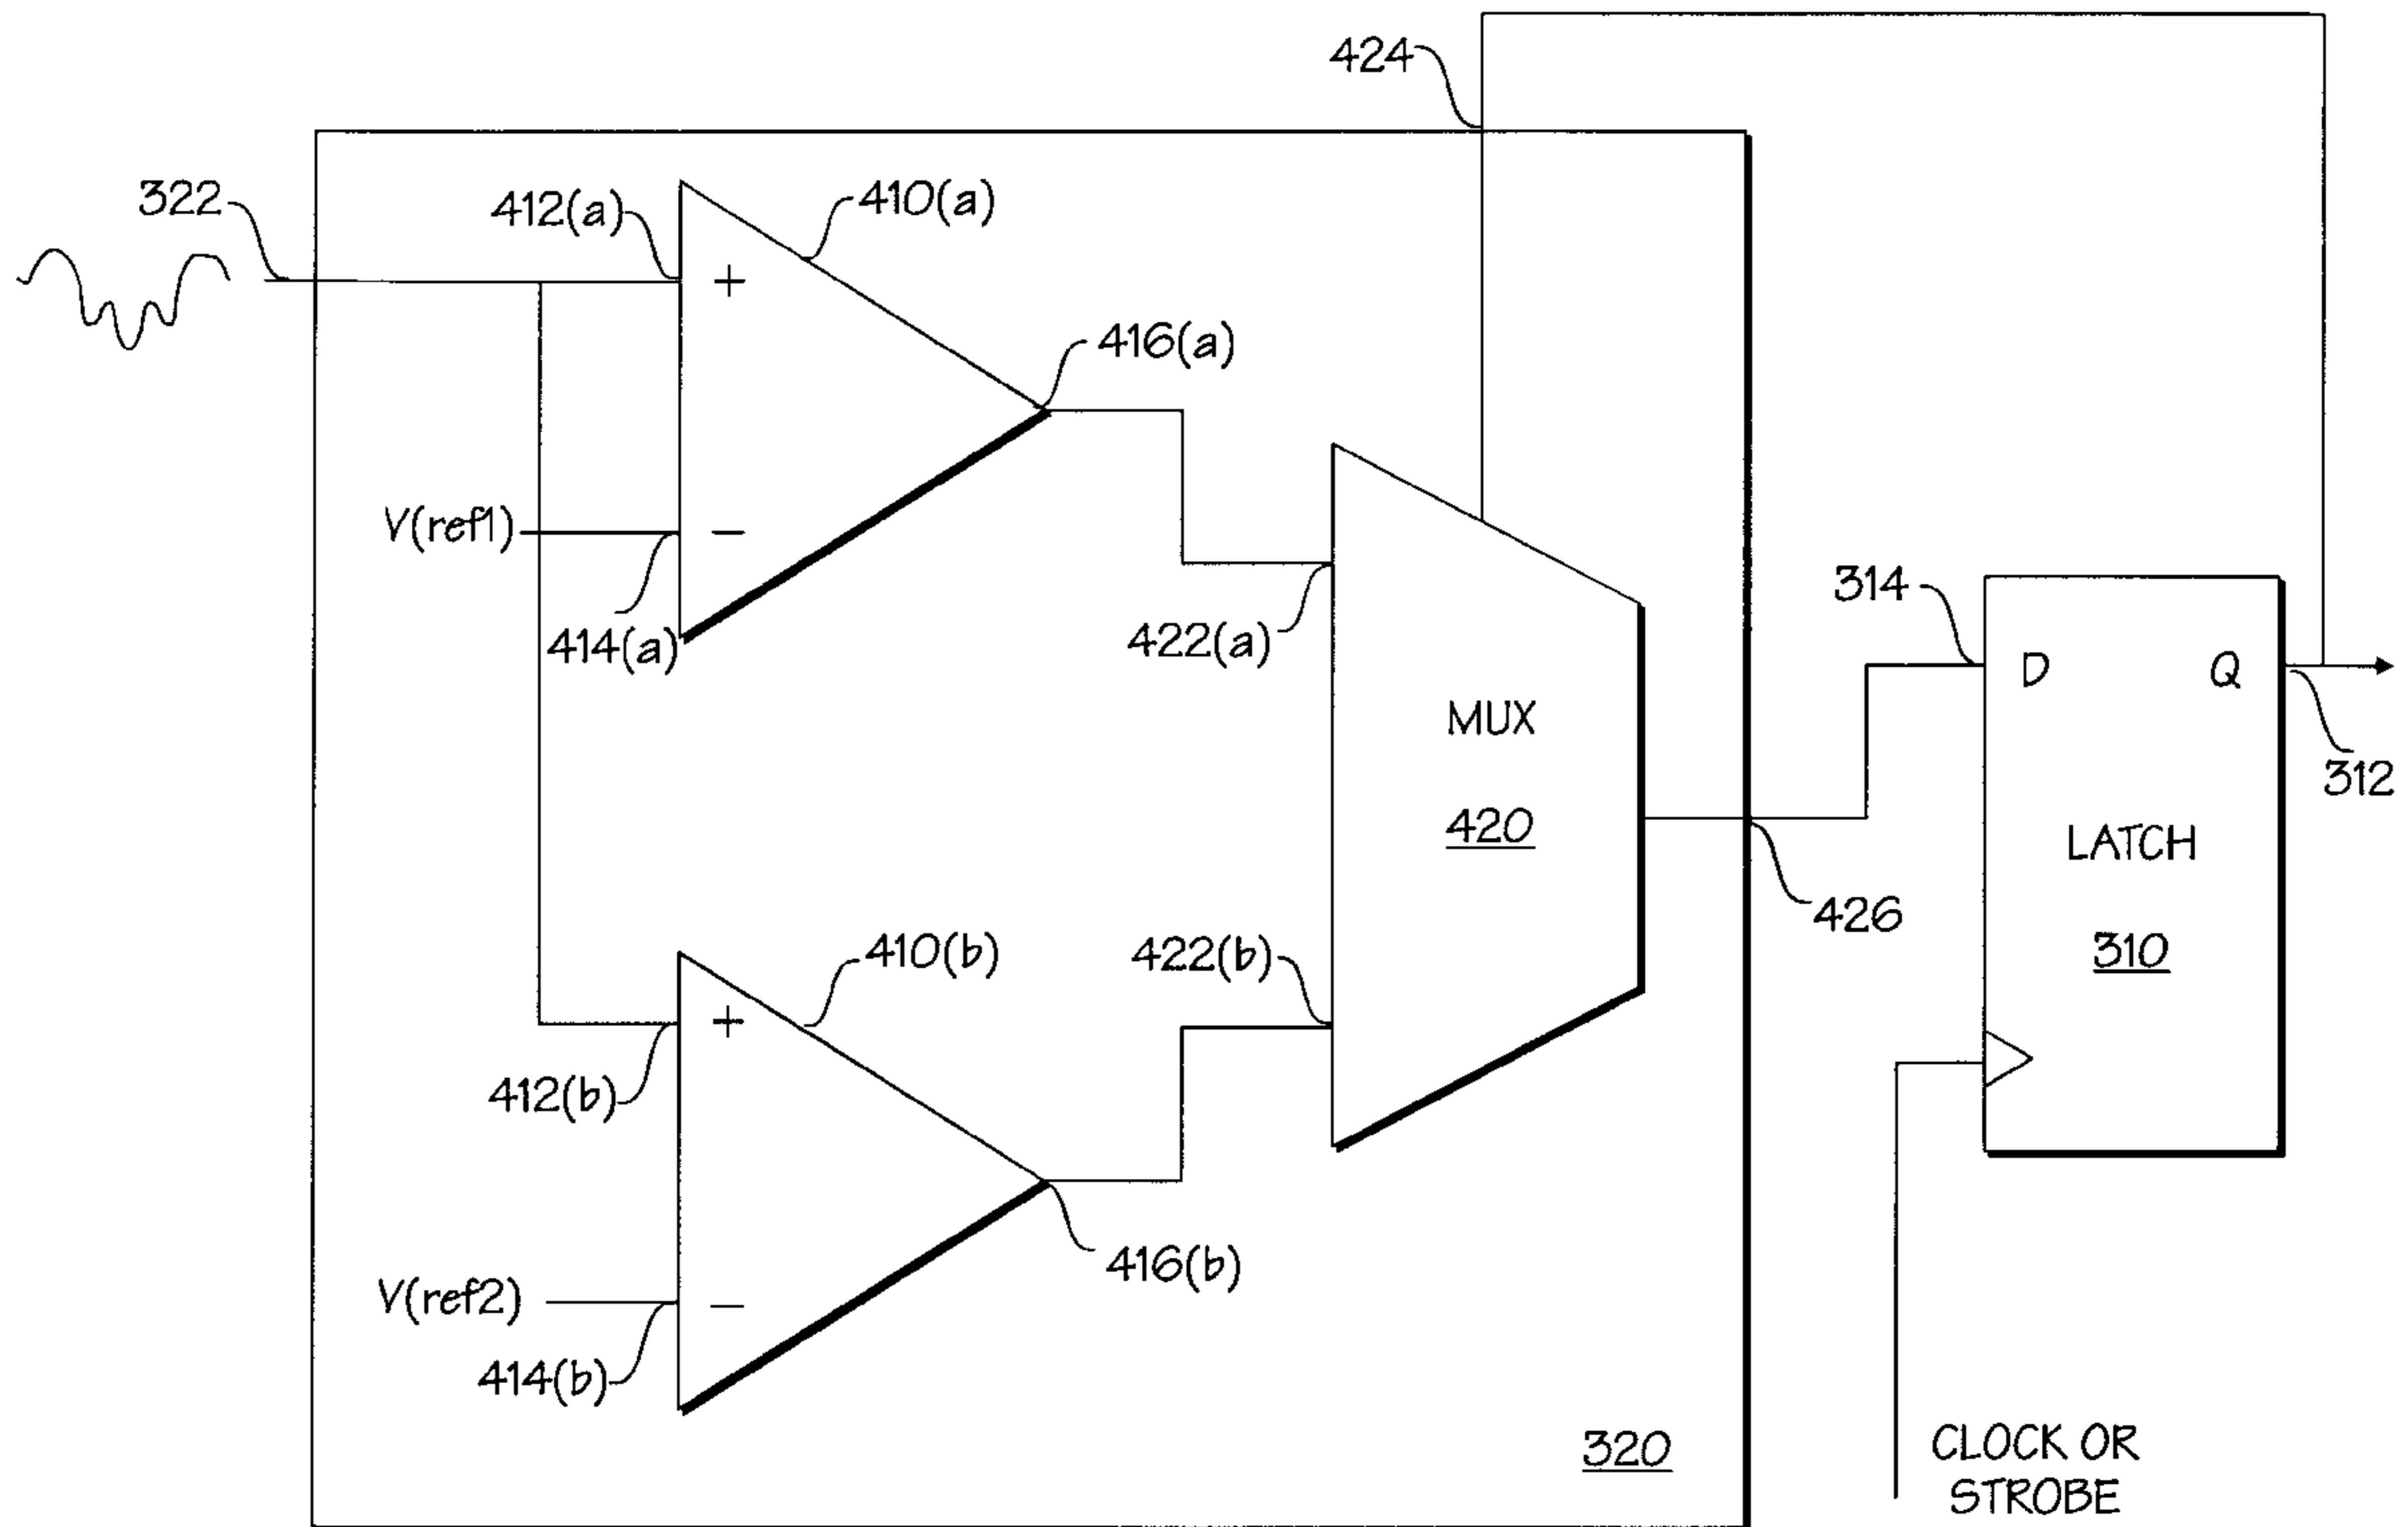 424
322
412(a)
410(a)
+
416(a)
V(ref1)
−
414(a)
422(a)
314
D
Q
MUX
420
312
LATCH
310
426
410(b)
422(b)
+
412(b)
416(b)
V(ref2)
−
414(b)
320
CLOCK OR
STROBE